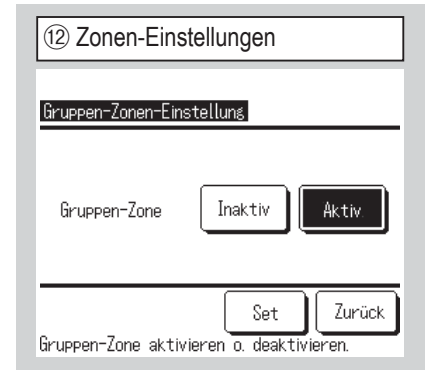 ⑫ Zonen-Einstellungen
Gruppen-Zonen-Einstellung
Gruppen-Zone Inaktiv Aktiv
Set Zurück
Gruppen-Zone aktivieren o. deaktivieren.